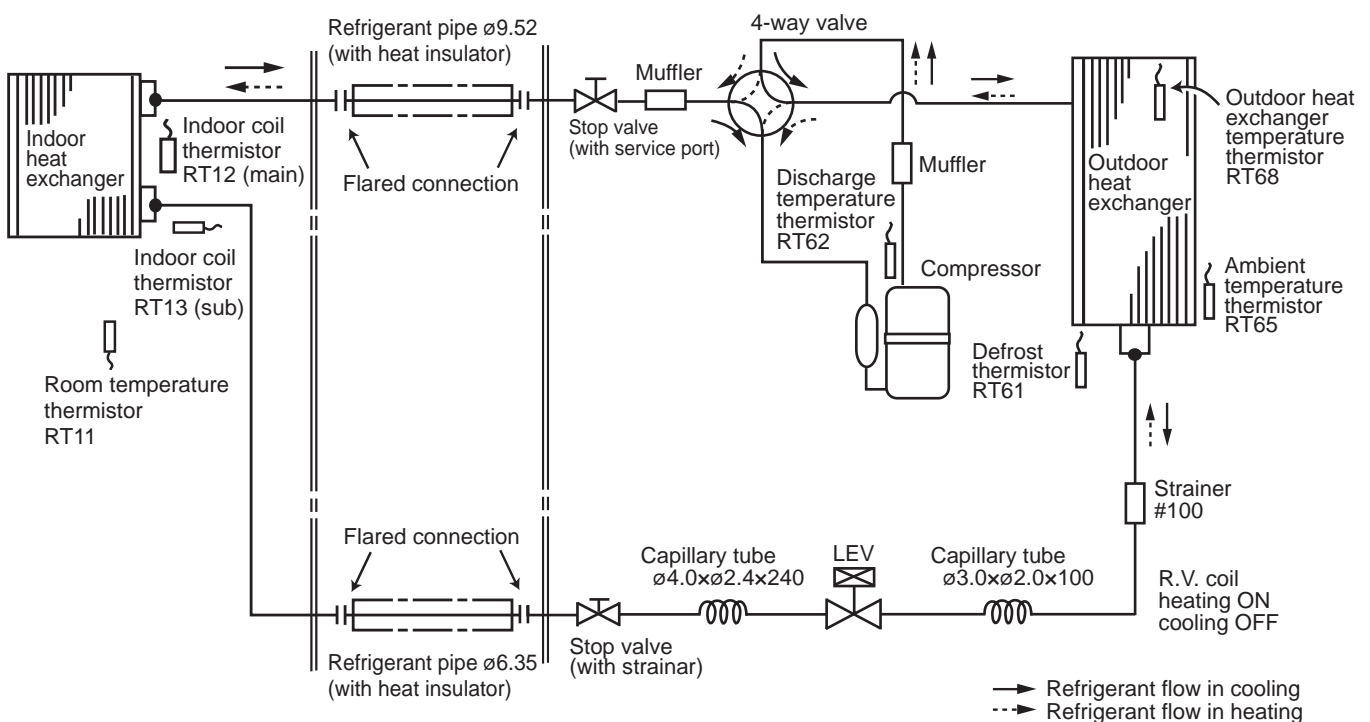 Refrigerant pipe ø9.52
(with heat insulator)
4-way valve
Muffler
Stop valve
(with service port)
Indoor
heat
exchanger
Indoor coil
thermistor
RT12 (main)
Flared connection
Muffler
Discharge
temperature
thermistor
RT62
Outdoor
heat
exchanger
Outdoor heat
exchanger
temperature
thermistor
RT68
Indoor coil
thermistor
RT13 (sub)
Compressor
Ambient
temperature
thermistor
RT65
Defrost
thermistor
RT61
Room temperature
thermistor
RT11
Strainer
#100
Flared connection
Capillary tube
ø4.0×ø2.4×240
LEV
Capillary tube
ø3.0×ø2.0×100
R.V. coil
heating ON
cooling OFF
Stop valve
(with strainar)
Refrigerant pipe ø6.35
(with heat insulator)
Refrigerant flow in cooling
Refrigerant flow in heating